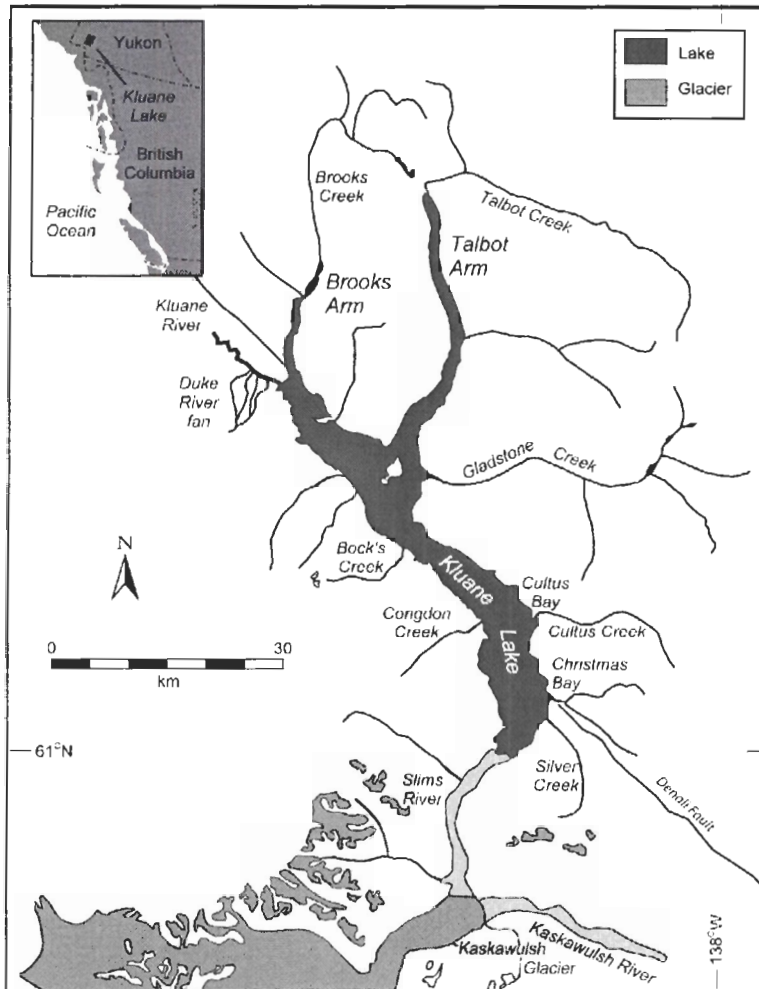 Yukon
Kluane
Lake
British
Columbia
Pacific
Ocean
Lake
Glacier
Brooks
Creek
Talbot Creek
Talbot
Arm
Brooks
Arm
Kluane
River
Duke
River
fan
Gladstone Creek
Bock's
Creek
N
Kluane
Lake
Cultus
Bay
Congdon
Creek
Cultus Creek
0 30
km
Christmas
Bay
61°N
Slims
River
Silver
Creek
Denali Fault
Kaskawulsh
Glacier
Kaskawulsh River
138°W